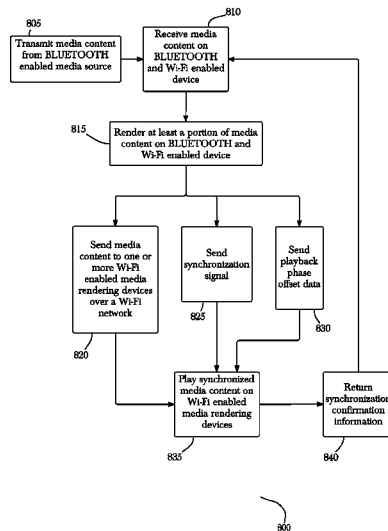 805
Transmit media content
from BLUETOOTH
enabled media source
810
Receive media
content on
BLUETOOTH
and Wi-Fi enabled
device
815
Render at least a portion of media
content on BLUETOOTH and
Wi-Fi enabled device
Send media
content to one or
more Wi-Fi
enabled media
rendering devices
over a Wi-Fi
network
820
Send
synchronization
signal
825
Send
playback
phase
offset data
830
Play synchronized
media content on
Wi-Fi enabled
media rendering
devices
835
Return
synchronization
confirmation
information
840
800